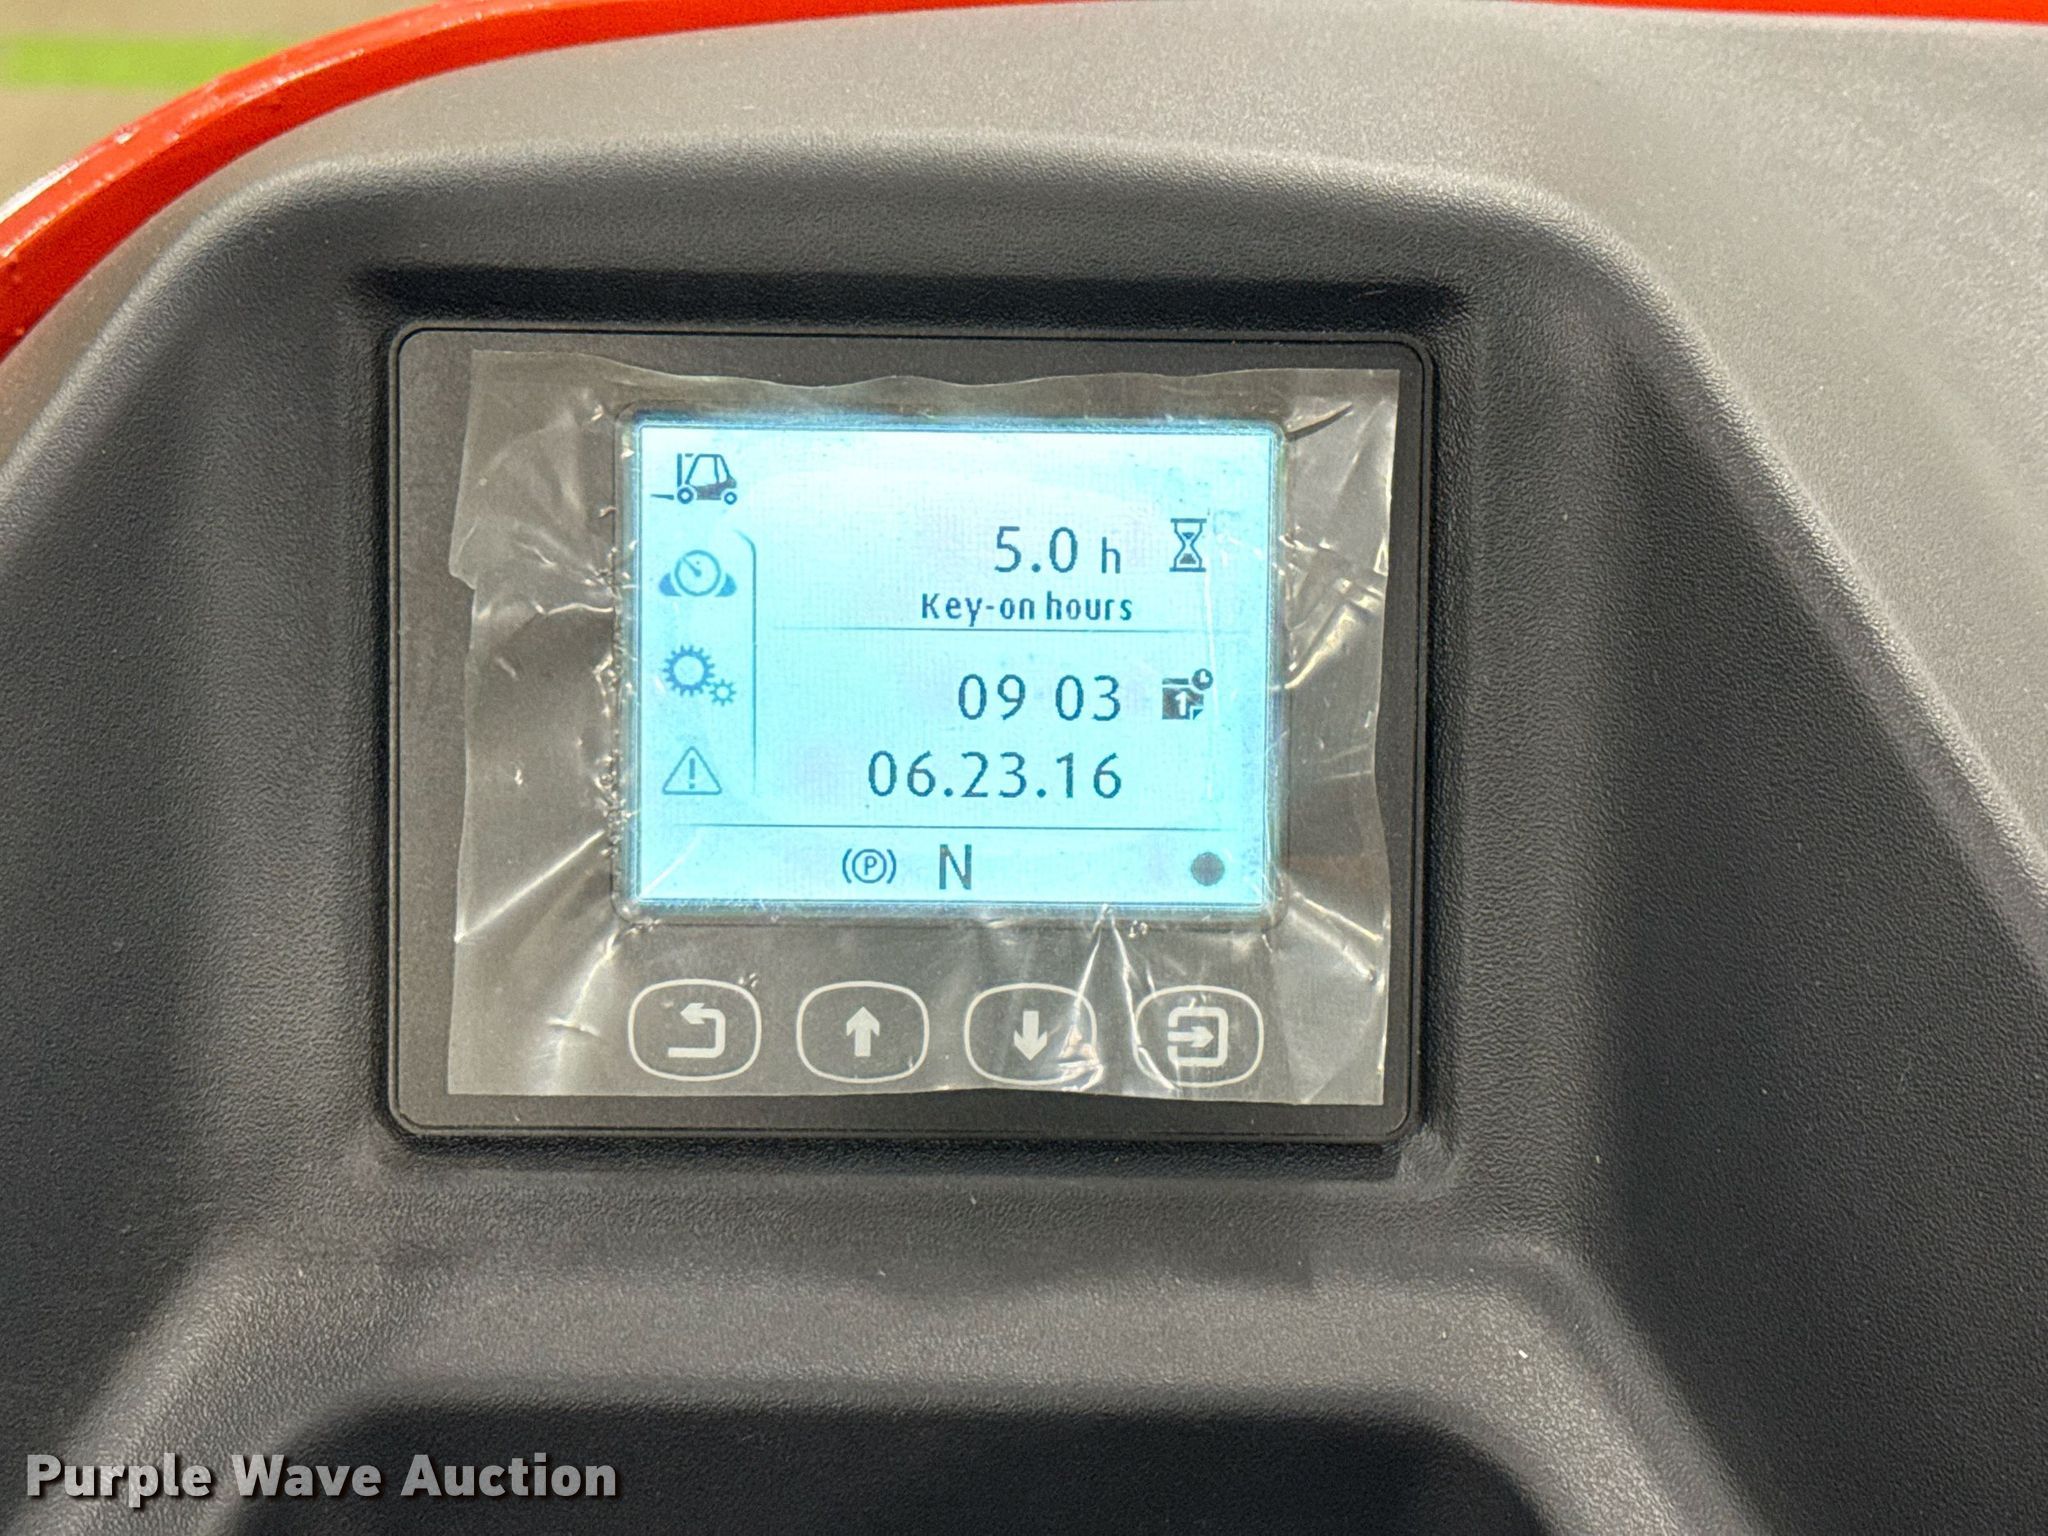 5.0 h
Key-on hours
09 03
06.23.16
(P) N
Purple Wave Auction